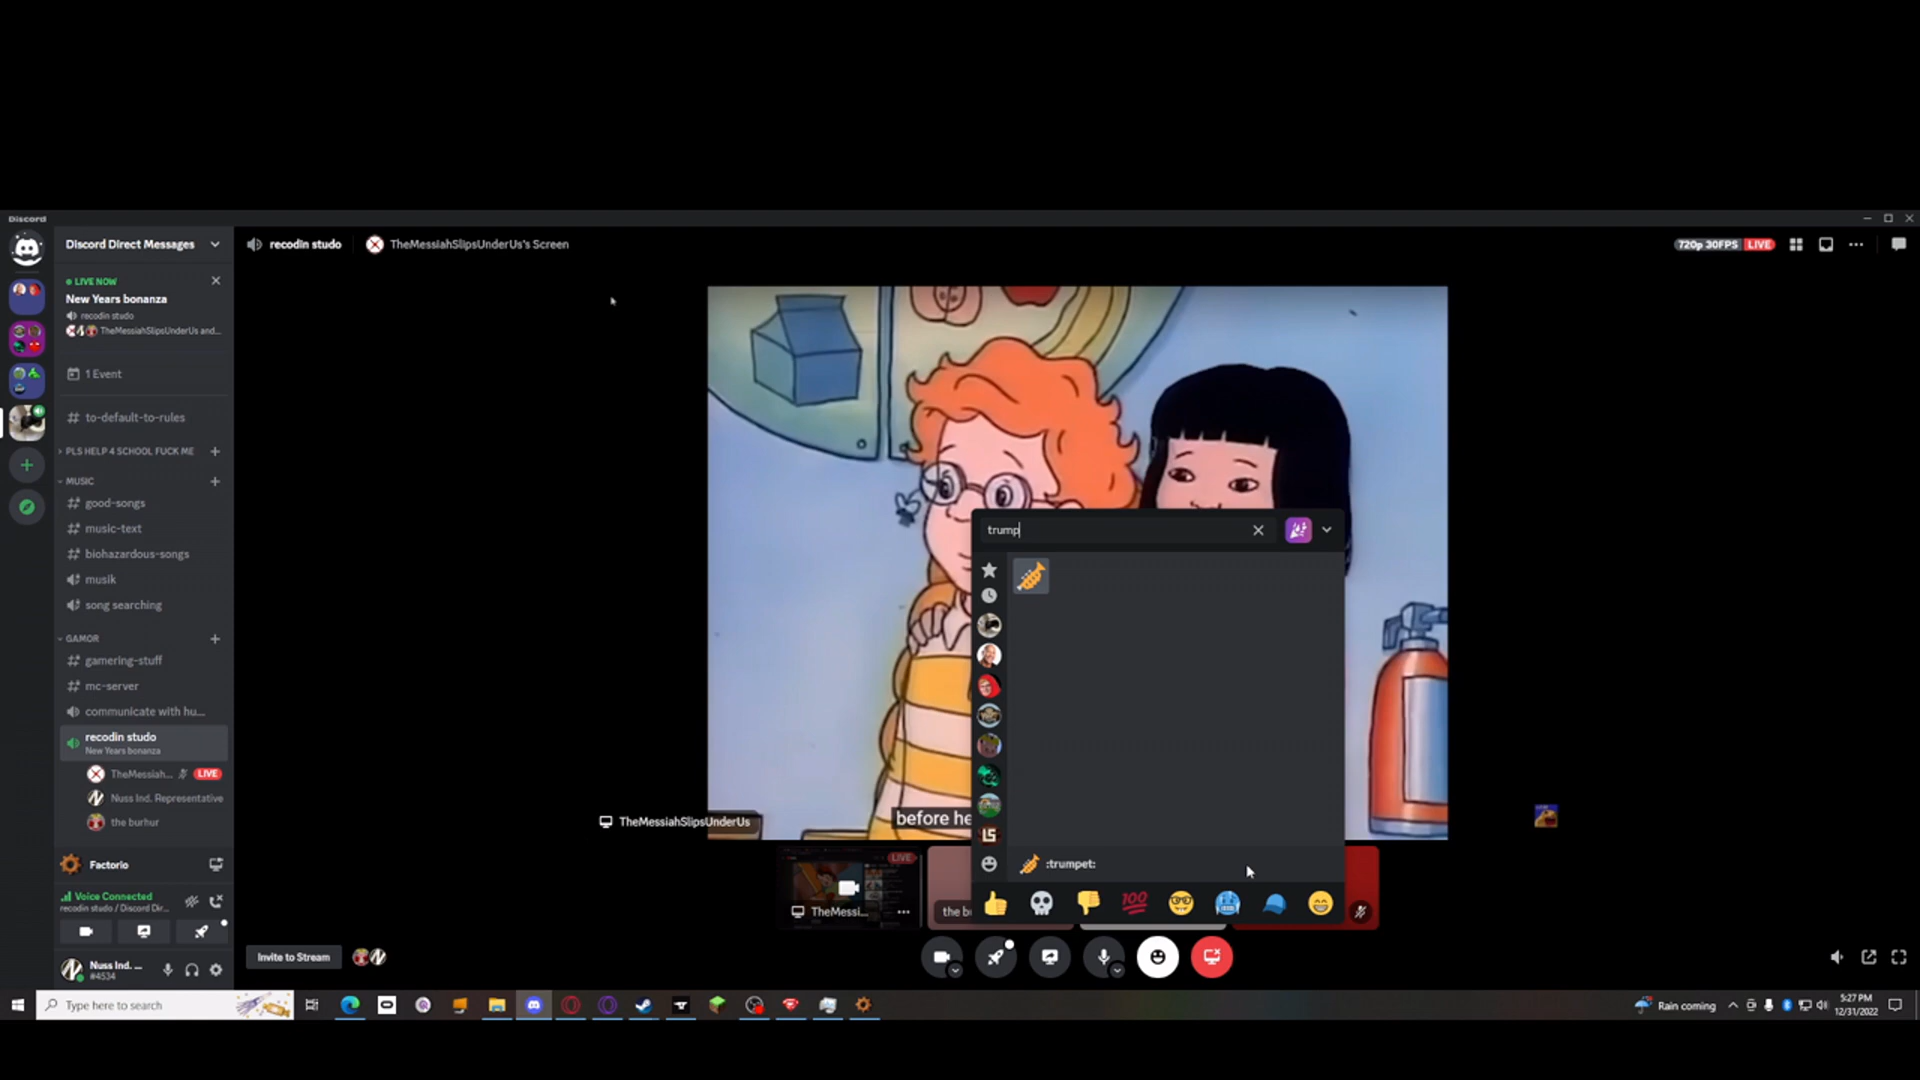 Discord
Discord Direct Messages
recodin studo
TheMessiahSlipsUnderUs's Screen
720p 30FPS LIVE
LIVE NOW
New Years bonanza
recodin studo
TheMessiahSlipsUnderUs and...
1 Event
to-default-to-rules
PLS HELP 4 SCHOOL FUCK ME
MUSIC
good-songs
music-text
biohazardous-songs
musik
song searching
GAMOR
gamering-stuff
mc-server
communicate with hu...
recodin studo
New Years bonanza
TheMessiah... LIVE
Nuss Ind. Representative
the burhur
Factorio
Voice Connected
recodin studo / Discord Dir...
Nuss Ind. ...
#4534
trump
before he
TheMessiahSlipsUnderUs
:trumpet:
100
LIVE
TheMessi...
the b
Invite to Stream
Type here to search
Rain coming
5:27 PM
12/31/2022